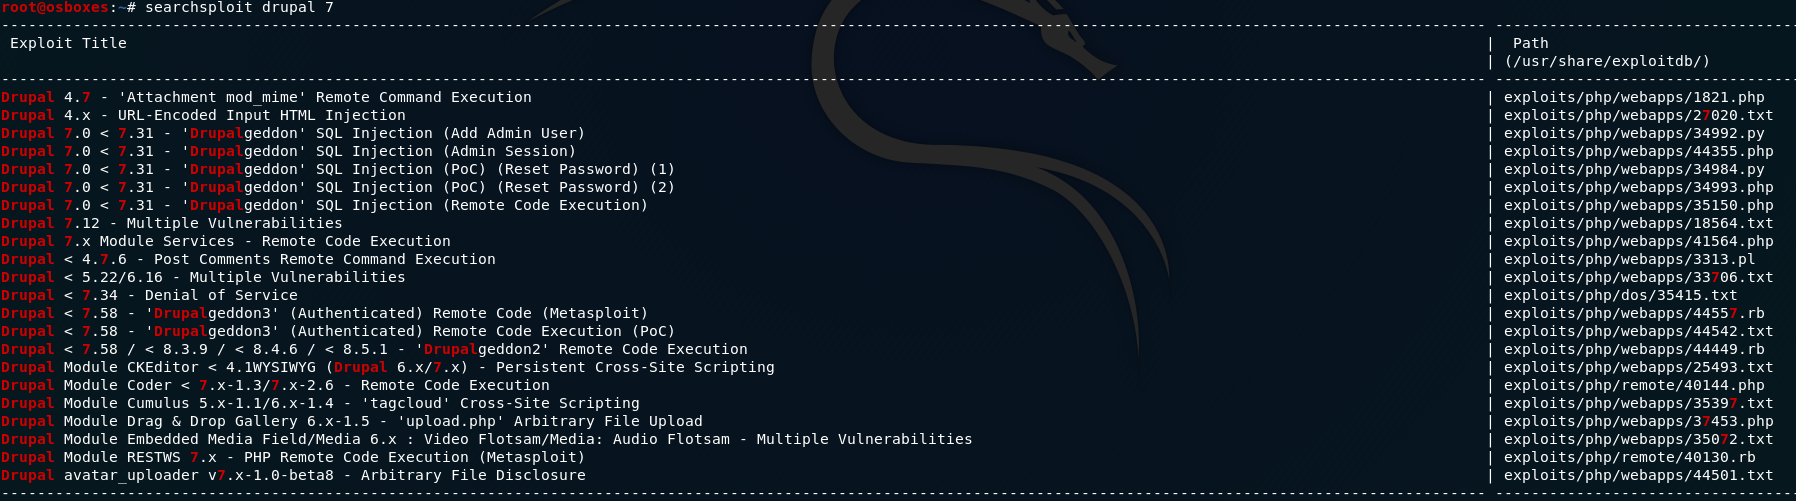 root@osboxes:~# searchsploit drupal 7
--------------------------------------------------------------------------------------------------------------------------------------------------------------------- ----------------------------------
 Exploit Title | Path
 | (/usr/share/exploitdb/)
--------------------------------------------------------------------------------------------------------------------------------------------------------------------- ----------------------------------
Drupal 4.7 - 'Attachment mod_mime' Remote Command Execution | exploits/php/webapps/1821.php
Drupal 4.x - URL-Encoded Input HTML Injection | exploits/php/webapps/27020.txt
Drupal 7.0 < 7.31 - 'Drupalgeddon' SQL Injection (Add Admin User) | exploits/php/webapps/34992.py
Drupal 7.0 < 7.31 - 'Drupalgeddon' SQL Injection (Admin Session) | exploits/php/webapps/44355.php
Drupal 7.0 < 7.31 - 'Drupalgeddon' SQL Injection (PoC) (Reset Password) (1) | exploits/php/webapps/34984.py
Drupal 7.0 < 7.31 - 'Drupalgeddon' SQL Injection (PoC) (Reset Password) (2) | exploits/php/webapps/34993.php
Drupal 7.0 < 7.31 - 'Drupalgeddon' SQL Injection (Remote Code Execution) | exploits/php/webapps/35150.php
Drupal 7.12 - Multiple Vulnerabilities | exploits/php/webapps/18564.txt
Drupal 7.x Module Services - Remote Code Execution | exploits/php/webapps/41564.php
Drupal < 4.7.6 - Post Comments Remote Command Execution | exploits/php/webapps/3313.pl
Drupal < 5.22/6.16 - Multiple Vulnerabilities | exploits/php/webapps/33706.txt
Drupal < 7.34 - Denial of Service | exploits/php/dos/35415.txt
Drupal < 7.58 - 'Drupalgeddon3' (Authenticated) Remote Code (Metasploit) | exploits/php/webapps/44557.rb
Drupal < 7.58 - 'Drupalgeddon3' (Authenticated) Remote Code Execution (PoC) | exploits/php/webapps/44542.txt
Drupal < 7.58 / < 8.3.9 / < 8.4.6 / < 8.5.1 - 'Drupalgeddon2' Remote Code Execution | exploits/php/webapps/44449.rb
Drupal Module CKEditor < 4.1WYSIWYG (Drupal 6.x/7.x) - Persistent Cross-Site Scripting | exploits/php/webapps/25493.txt
Drupal Module Coder < 7.x-1.3/7.x-2.6 - Remote Code Execution | exploits/php/remote/40144.php
Drupal Module Cumulus 5.x-1.1/6.x-1.4 - 'tagcloud' Cross-Site Scripting | exploits/php/webapps/35397.txt
Drupal Module Drag & Drop Gallery 6.x-1.5 - 'upload.php' Arbitrary File Upload | exploits/php/webapps/37453.php
Drupal Module Embedded Media Field/Media 6.x : Video Flotsam/Media: Audio Flotsam - Multiple Vulnerabilities | exploits/php/webapps/35072.txt
Drupal Module RESTWS 7.x - PHP Remote Code Execution (Metasploit) | exploits/php/remote/40130.rb
Drupal avatar_uploader v7.x-1.0-beta8 - Arbitrary File Disclosure | exploits/php/webapps/44501.txt
--------------------------------------------------------------------------------------------------------------------------------------------------------------------- ----------------------------------